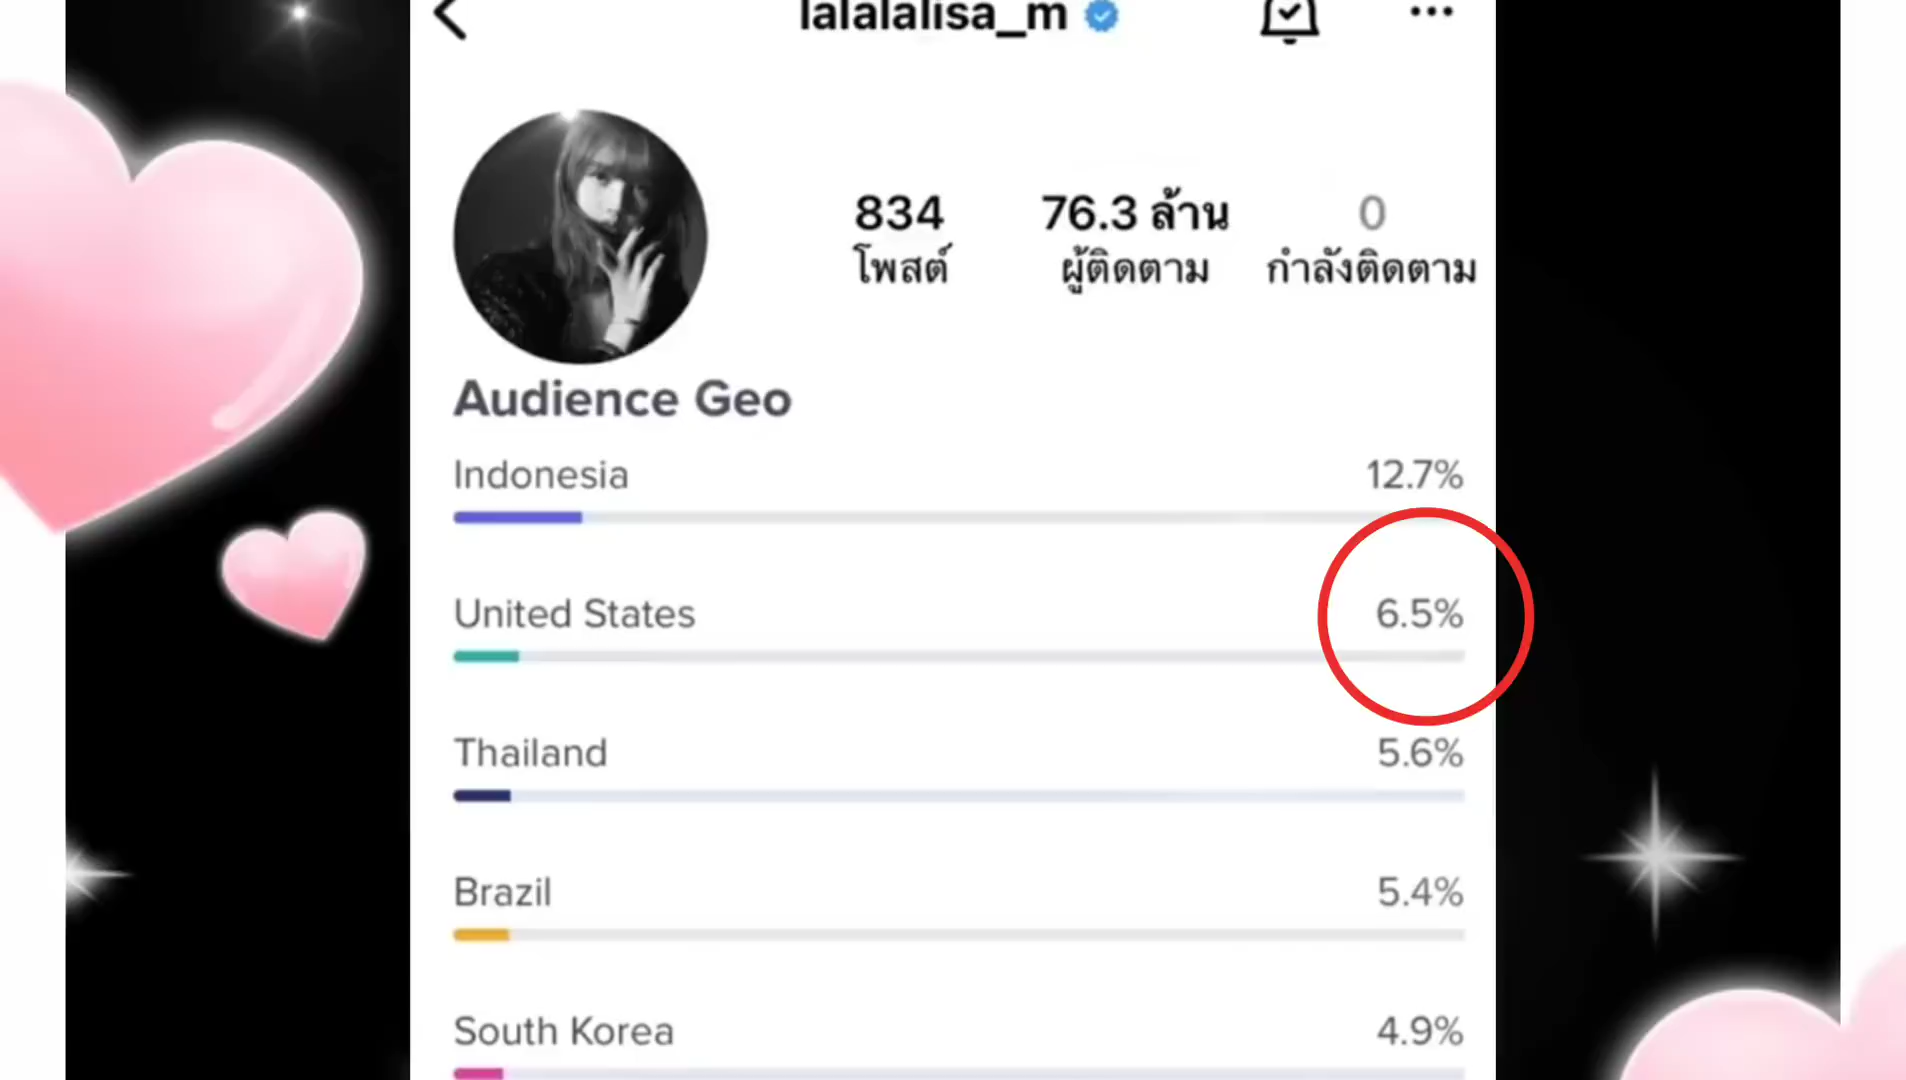 lalalalisa_m
834 76.3 ล้าน 0
โพสต์ ผู้ติดตาม กำลังติดตาม
Audience Geo
Indonesia 12.7%
United States 6.5%
Thailand 5.6%
Brazil 5.4%
South Korea 4.9%